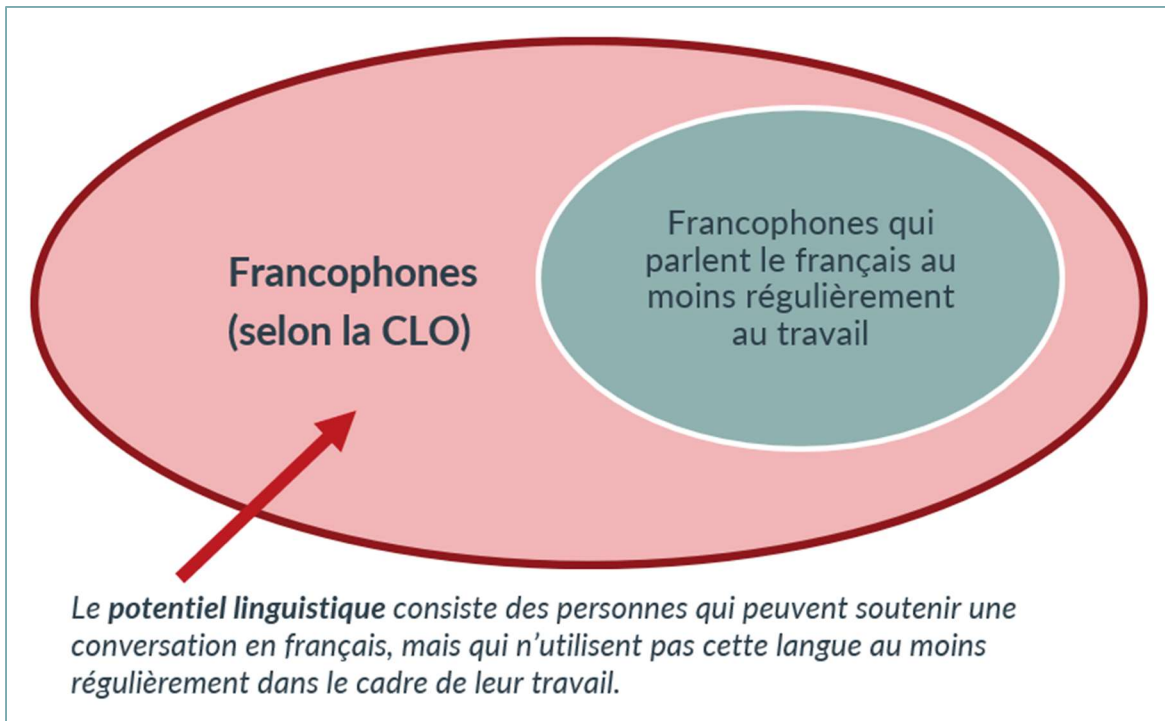 Francophones
(selon la CLO)
Francophones qui
parlent le français au
moins régulièrement
au travail
Le potentiel linguistique consiste des personnes qui peuvent soutenir une
conversation en français, mais qui n'utilisent pas cette langue au moins
régulièrement dans le cadre de leur travail.